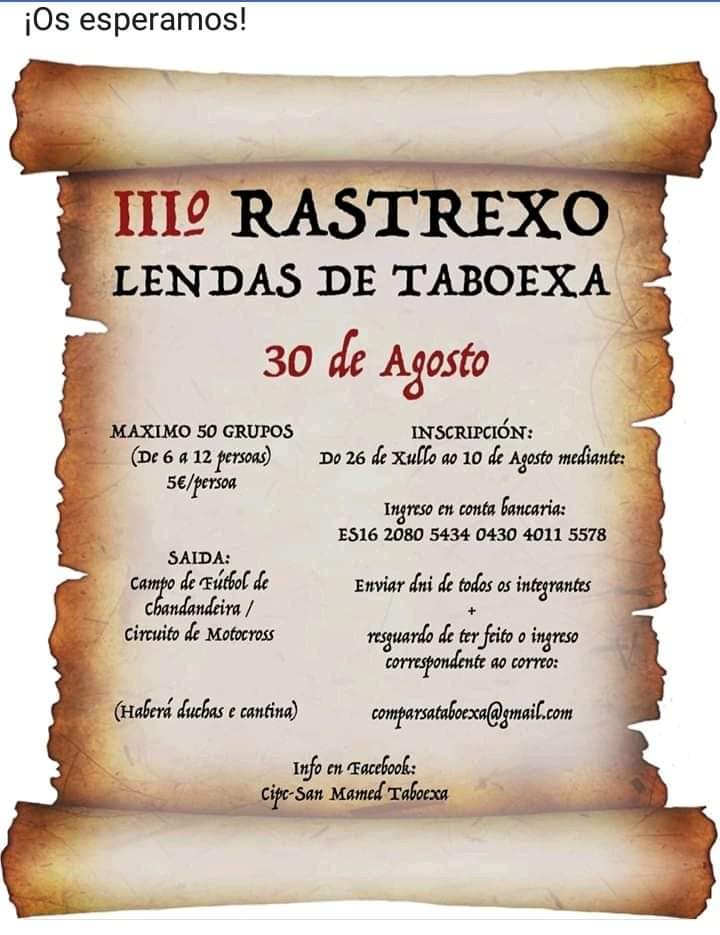 ¡Os esperamos!
IIIº RASTREXO
LENDAS DE TABOEXA
30 de Agosto
MAXIMO 50 GRUPOS
(De 6 a 12 persoas)
5€/persoa
SAIDA:
Campo de Fútbol de
Chandandeira /
Circuito de Motocross
(Haberá duchas e cantina)
INSCRIPCIÓN:
Do 26 de Xullo ao 10 de Agosto mediante:
Ingreso en conta bancaria:
ES16 2080 5434 0430 4011 5578
Enviar dni de todos os integrantes
+
resguardo de ter feito o ingreso
correspondente ao correo:
comparsataboexa@gmail.com
Info en Facebook:
Cipc-San Mamed Taboexa